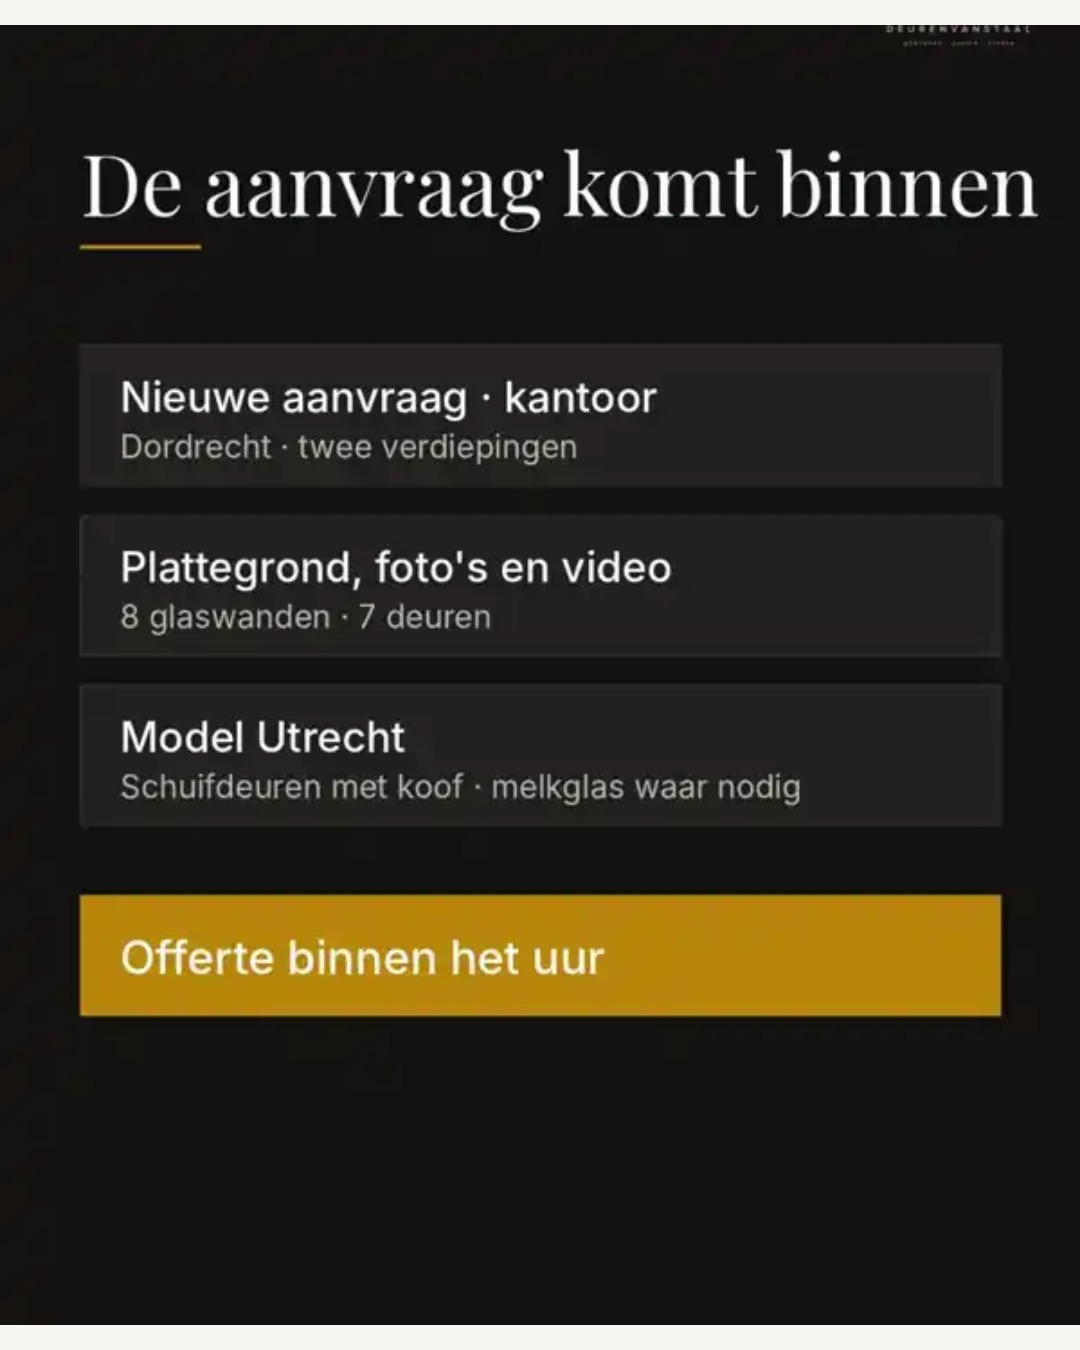 DEURENVANSTAAL
De aanvraag komt binnen
Nieuwe aanvraag · kantoor
Dordrecht · twee verdiepingen
Plattegrond, foto's en video
8 glaswanden · 7 deuren
Model Utrecht
Schuifdeuren met koof · melkglas waar nodig
Offerte binnen het uur